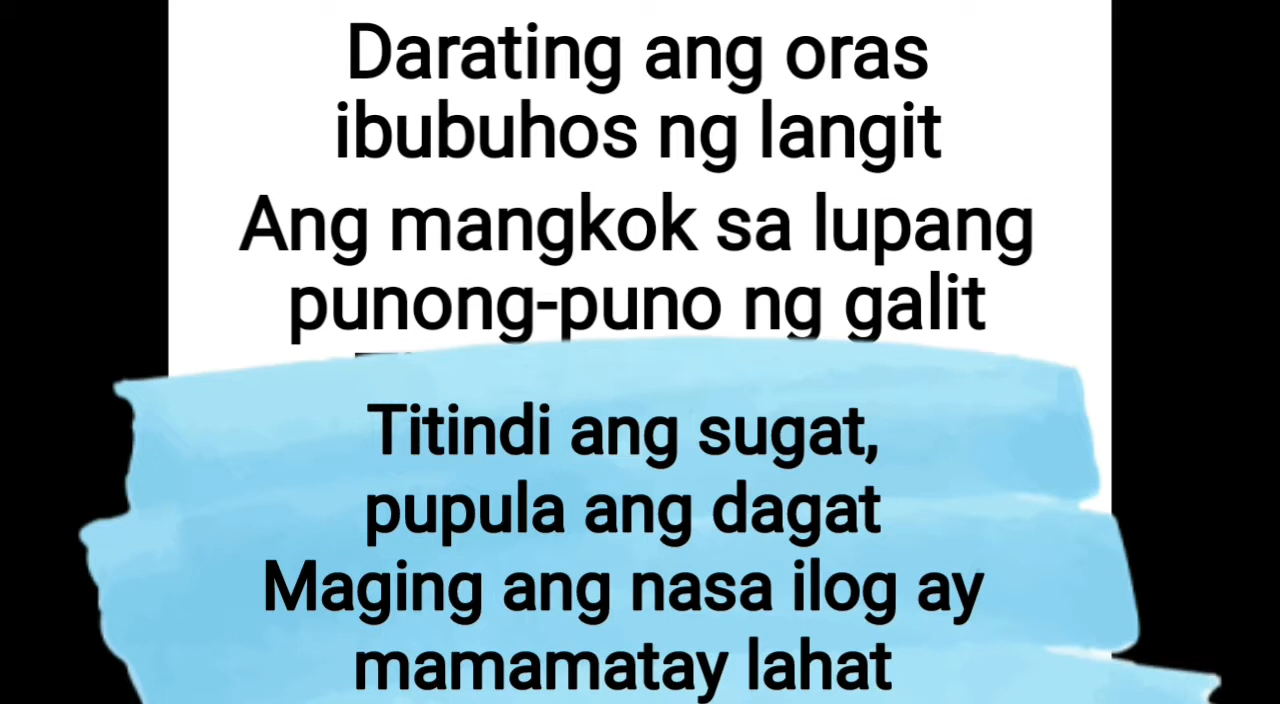 Darating ang oras
ibubuhos ng langit
Ang mangkok sa lupang
punong-puno ng galit
Titindi ang sugat,
pupula ang dagat
Maging ang nasa ilog ay
mamamatay lahat